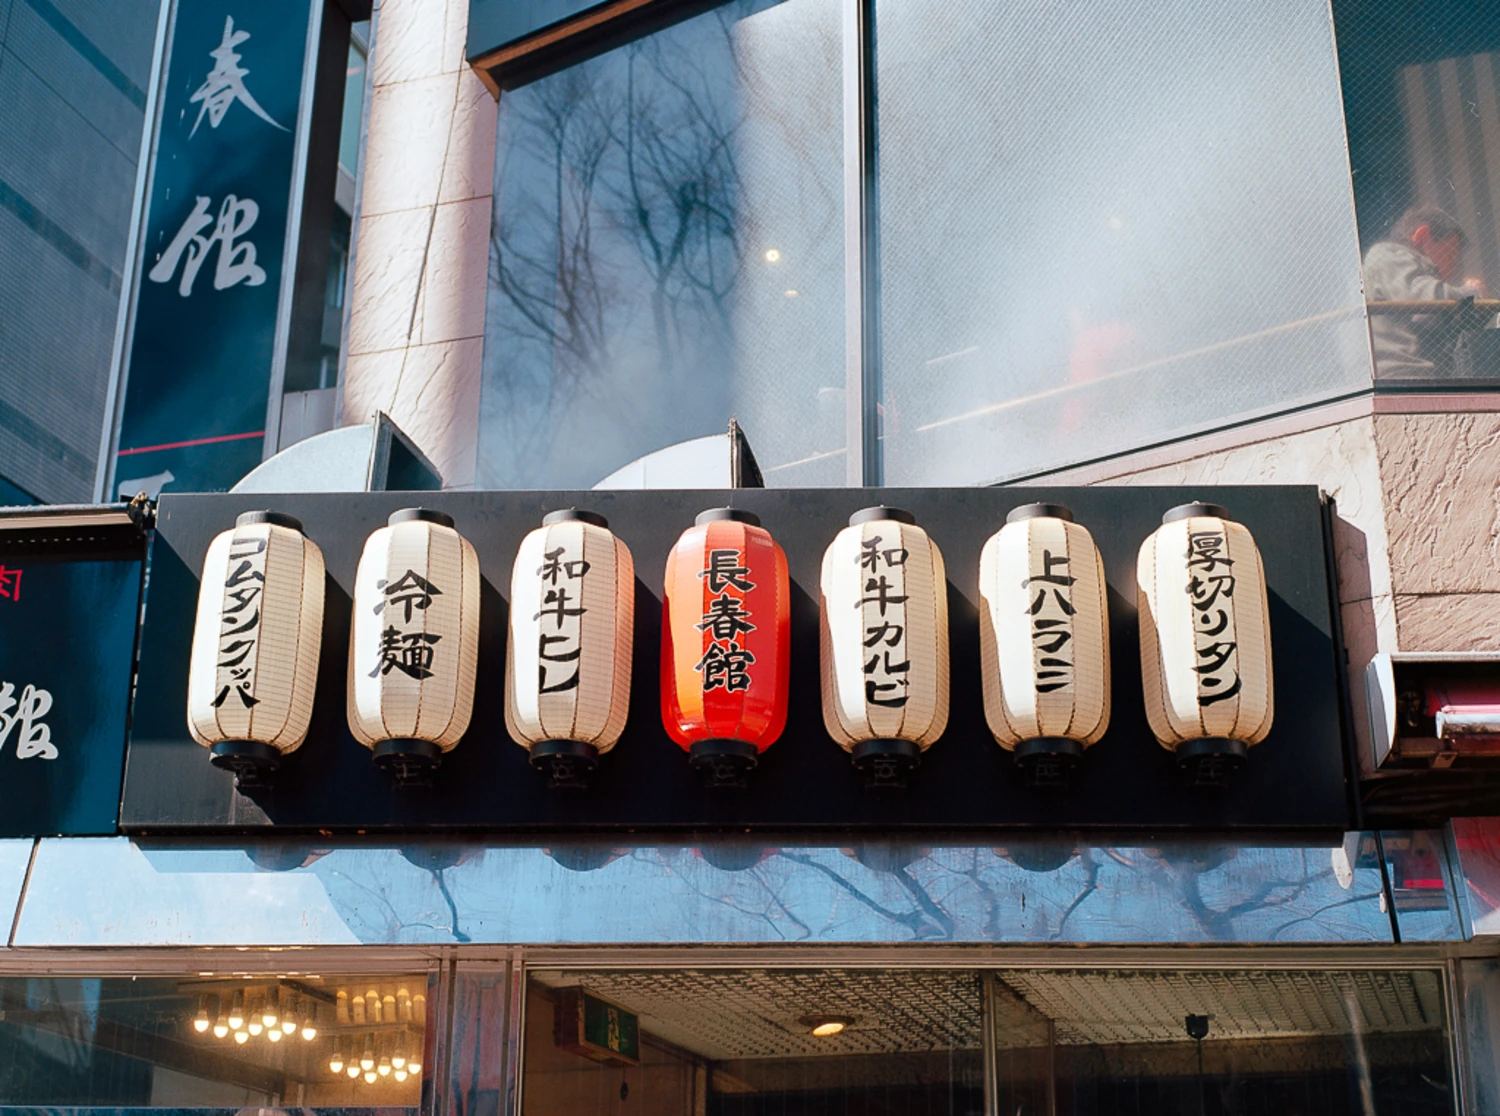 春館
肉
館
コムタンクッパ
冷麺
和牛ヒレ
長春館
和牛カルビ
上ハラミ
厚切りタン